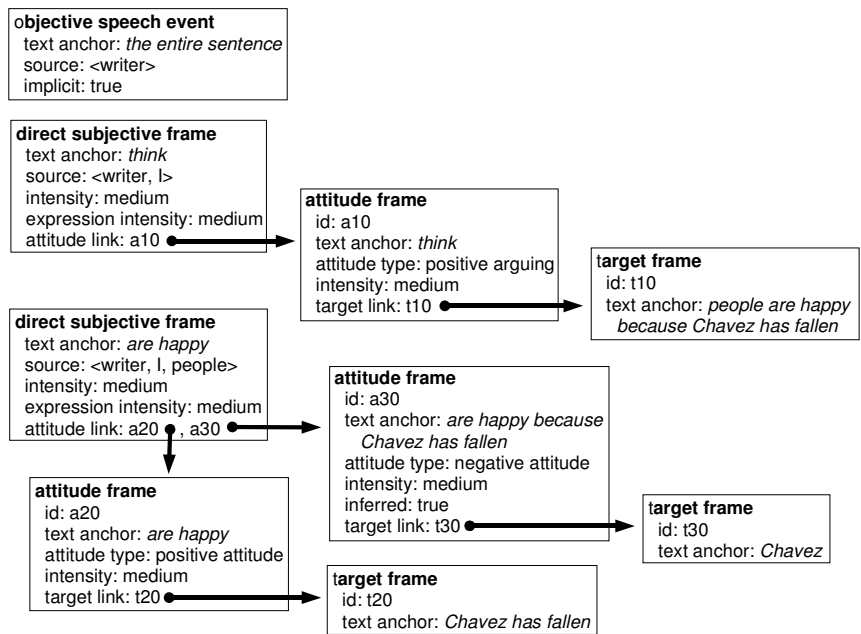 objective speech event
text anchor: the entire sentence
source: <writer>
implicit: true
direct subjective frame
text anchor: think
source: <writer, I>
intensity: medium
expression intensity: medium
attitude link: a10
attitude frame
id: a10
text anchor: think
attitude type: positive arguing
intensity: medium
target link: t10
target frame
id: t10
text anchor: people are happy
because Chavez has fallen
direct subjective frame
text anchor: are happy
source: <writer, I, people>
intensity: medium
expression intensity: medium
attitude link: a20 , a30
attitude frame
id: a30
text anchor: are happy because
Chavez has fallen
attitude type: negative attitude
intensity: medium
inferred: true
target link: t30
target frame
id: t30
text anchor: Chavez
attitude frame
id: a20
text anchor: are happy
attitude type: positive attitude
intensity: medium
target link: t20
target frame
id: t20
text anchor: Chavez has fallen